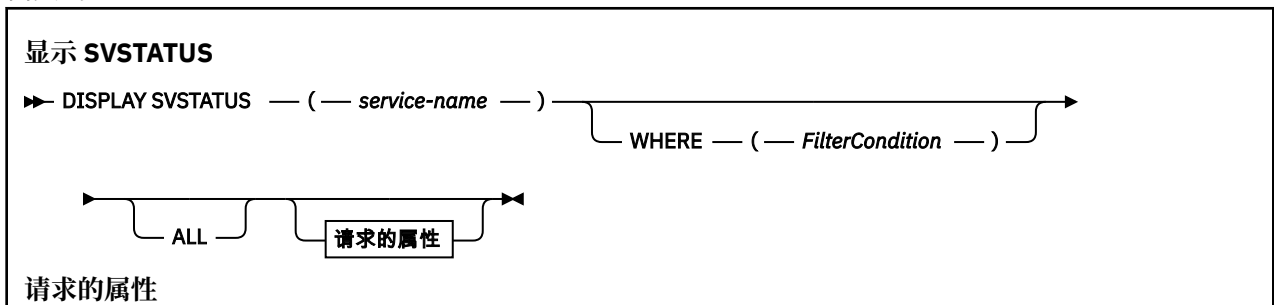 显示 SVSTATUS
DISPLAY SVSTATUS ( service-name )
WHERE ( FilterCondition )
ALL 请求的属性
请求的属性